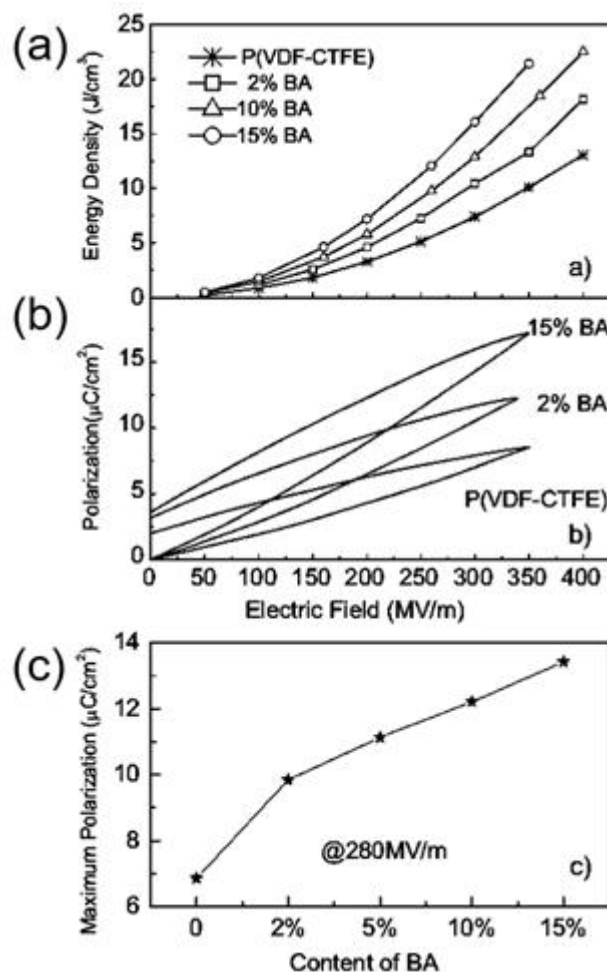 (a)
Energy Density (J/cm³)
25
20
15
10
5
0
P(VDF-CTFE)
2% BA
10% BA
15% BA
a)
(b)
Polarization(μC/cm²)
15
10
5
0
15% BA
2% BA
P(VDF-CTFE)
b)
0 50 100 150 200 250 300 350 400
Electric Field (MV/m)
(c)
Maximum Polarization (μC/cm²)
14
12
10
8
6
@280MV/m
c)
0 2% 5% 10% 15%
Content of BA